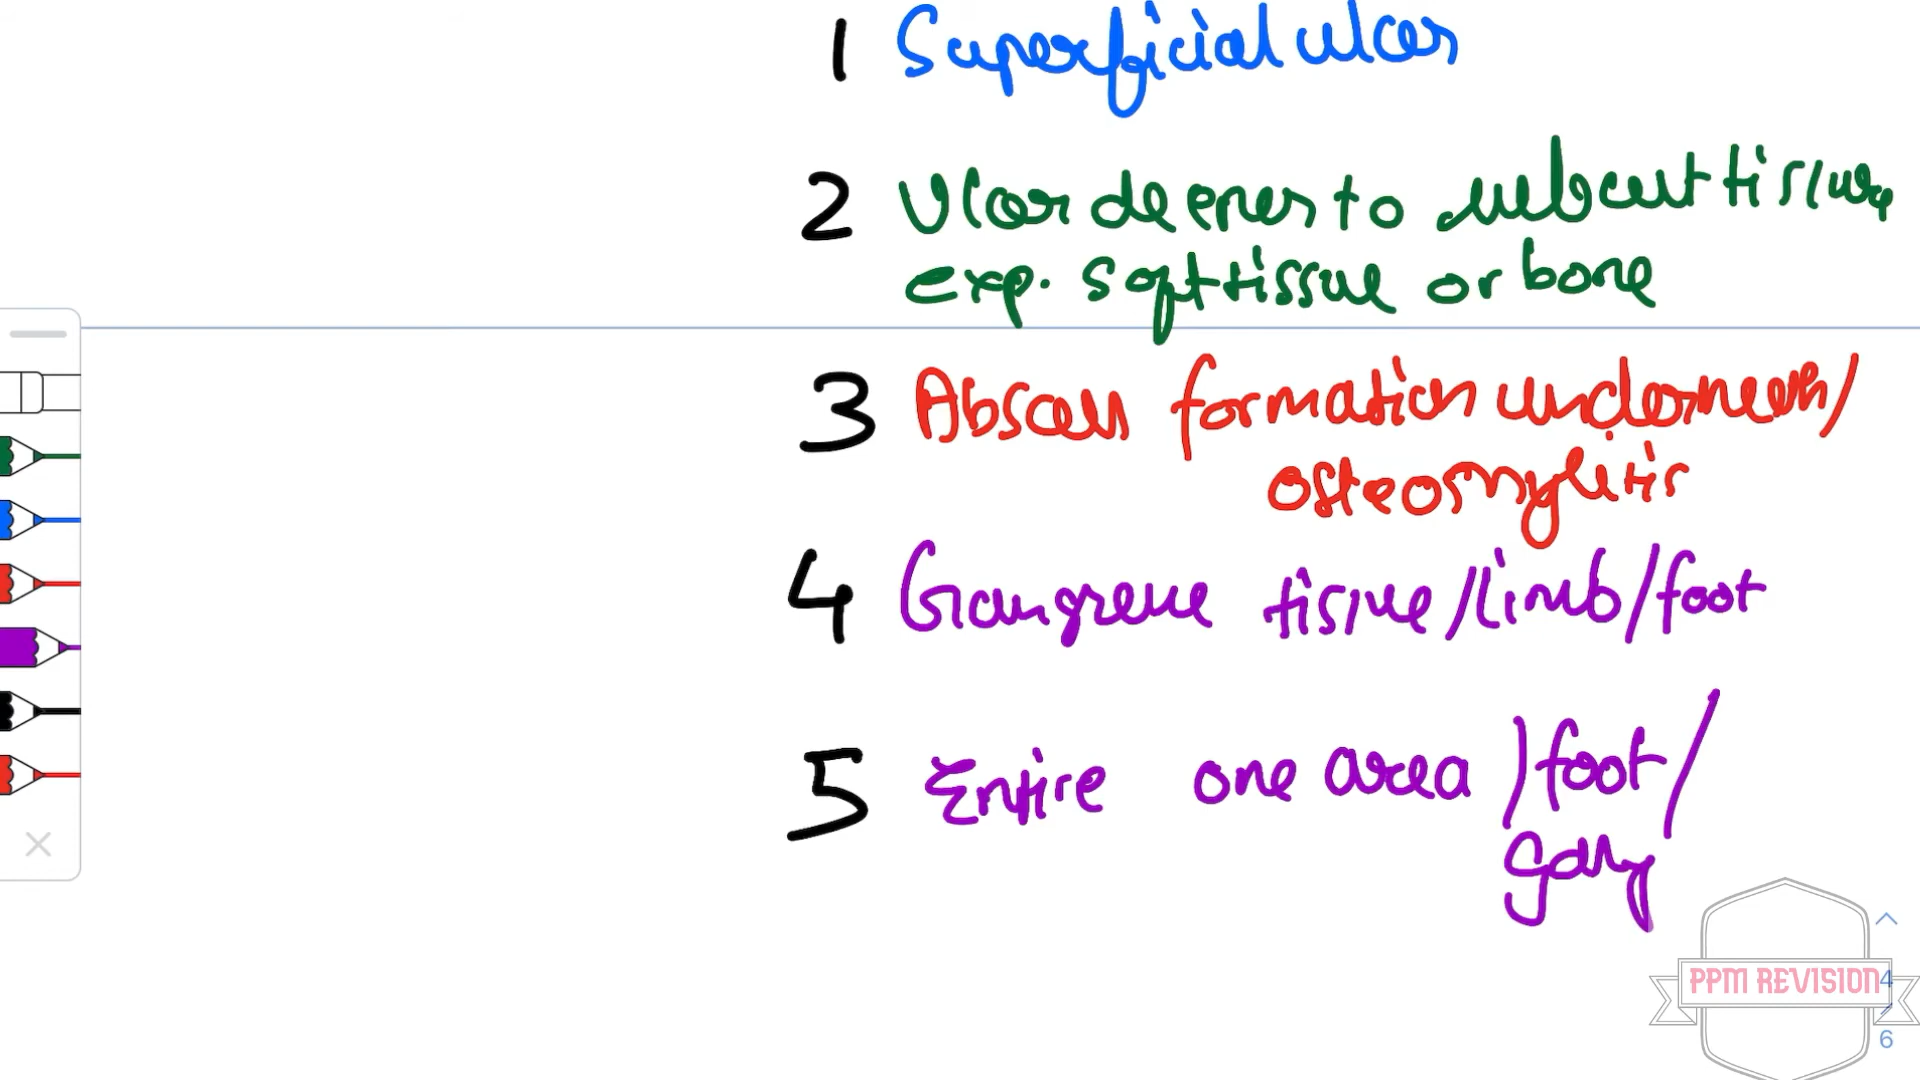 1 Superficial ulcer
2 Ulcer deeper to subcut tissue
exp. soft tissue or bone
3 Abscess formation underneath/
osteomyletis
4 Gangrene tissue/limb/foot
5 Entire one area /foot/
gang
PPM REVISION
4
6